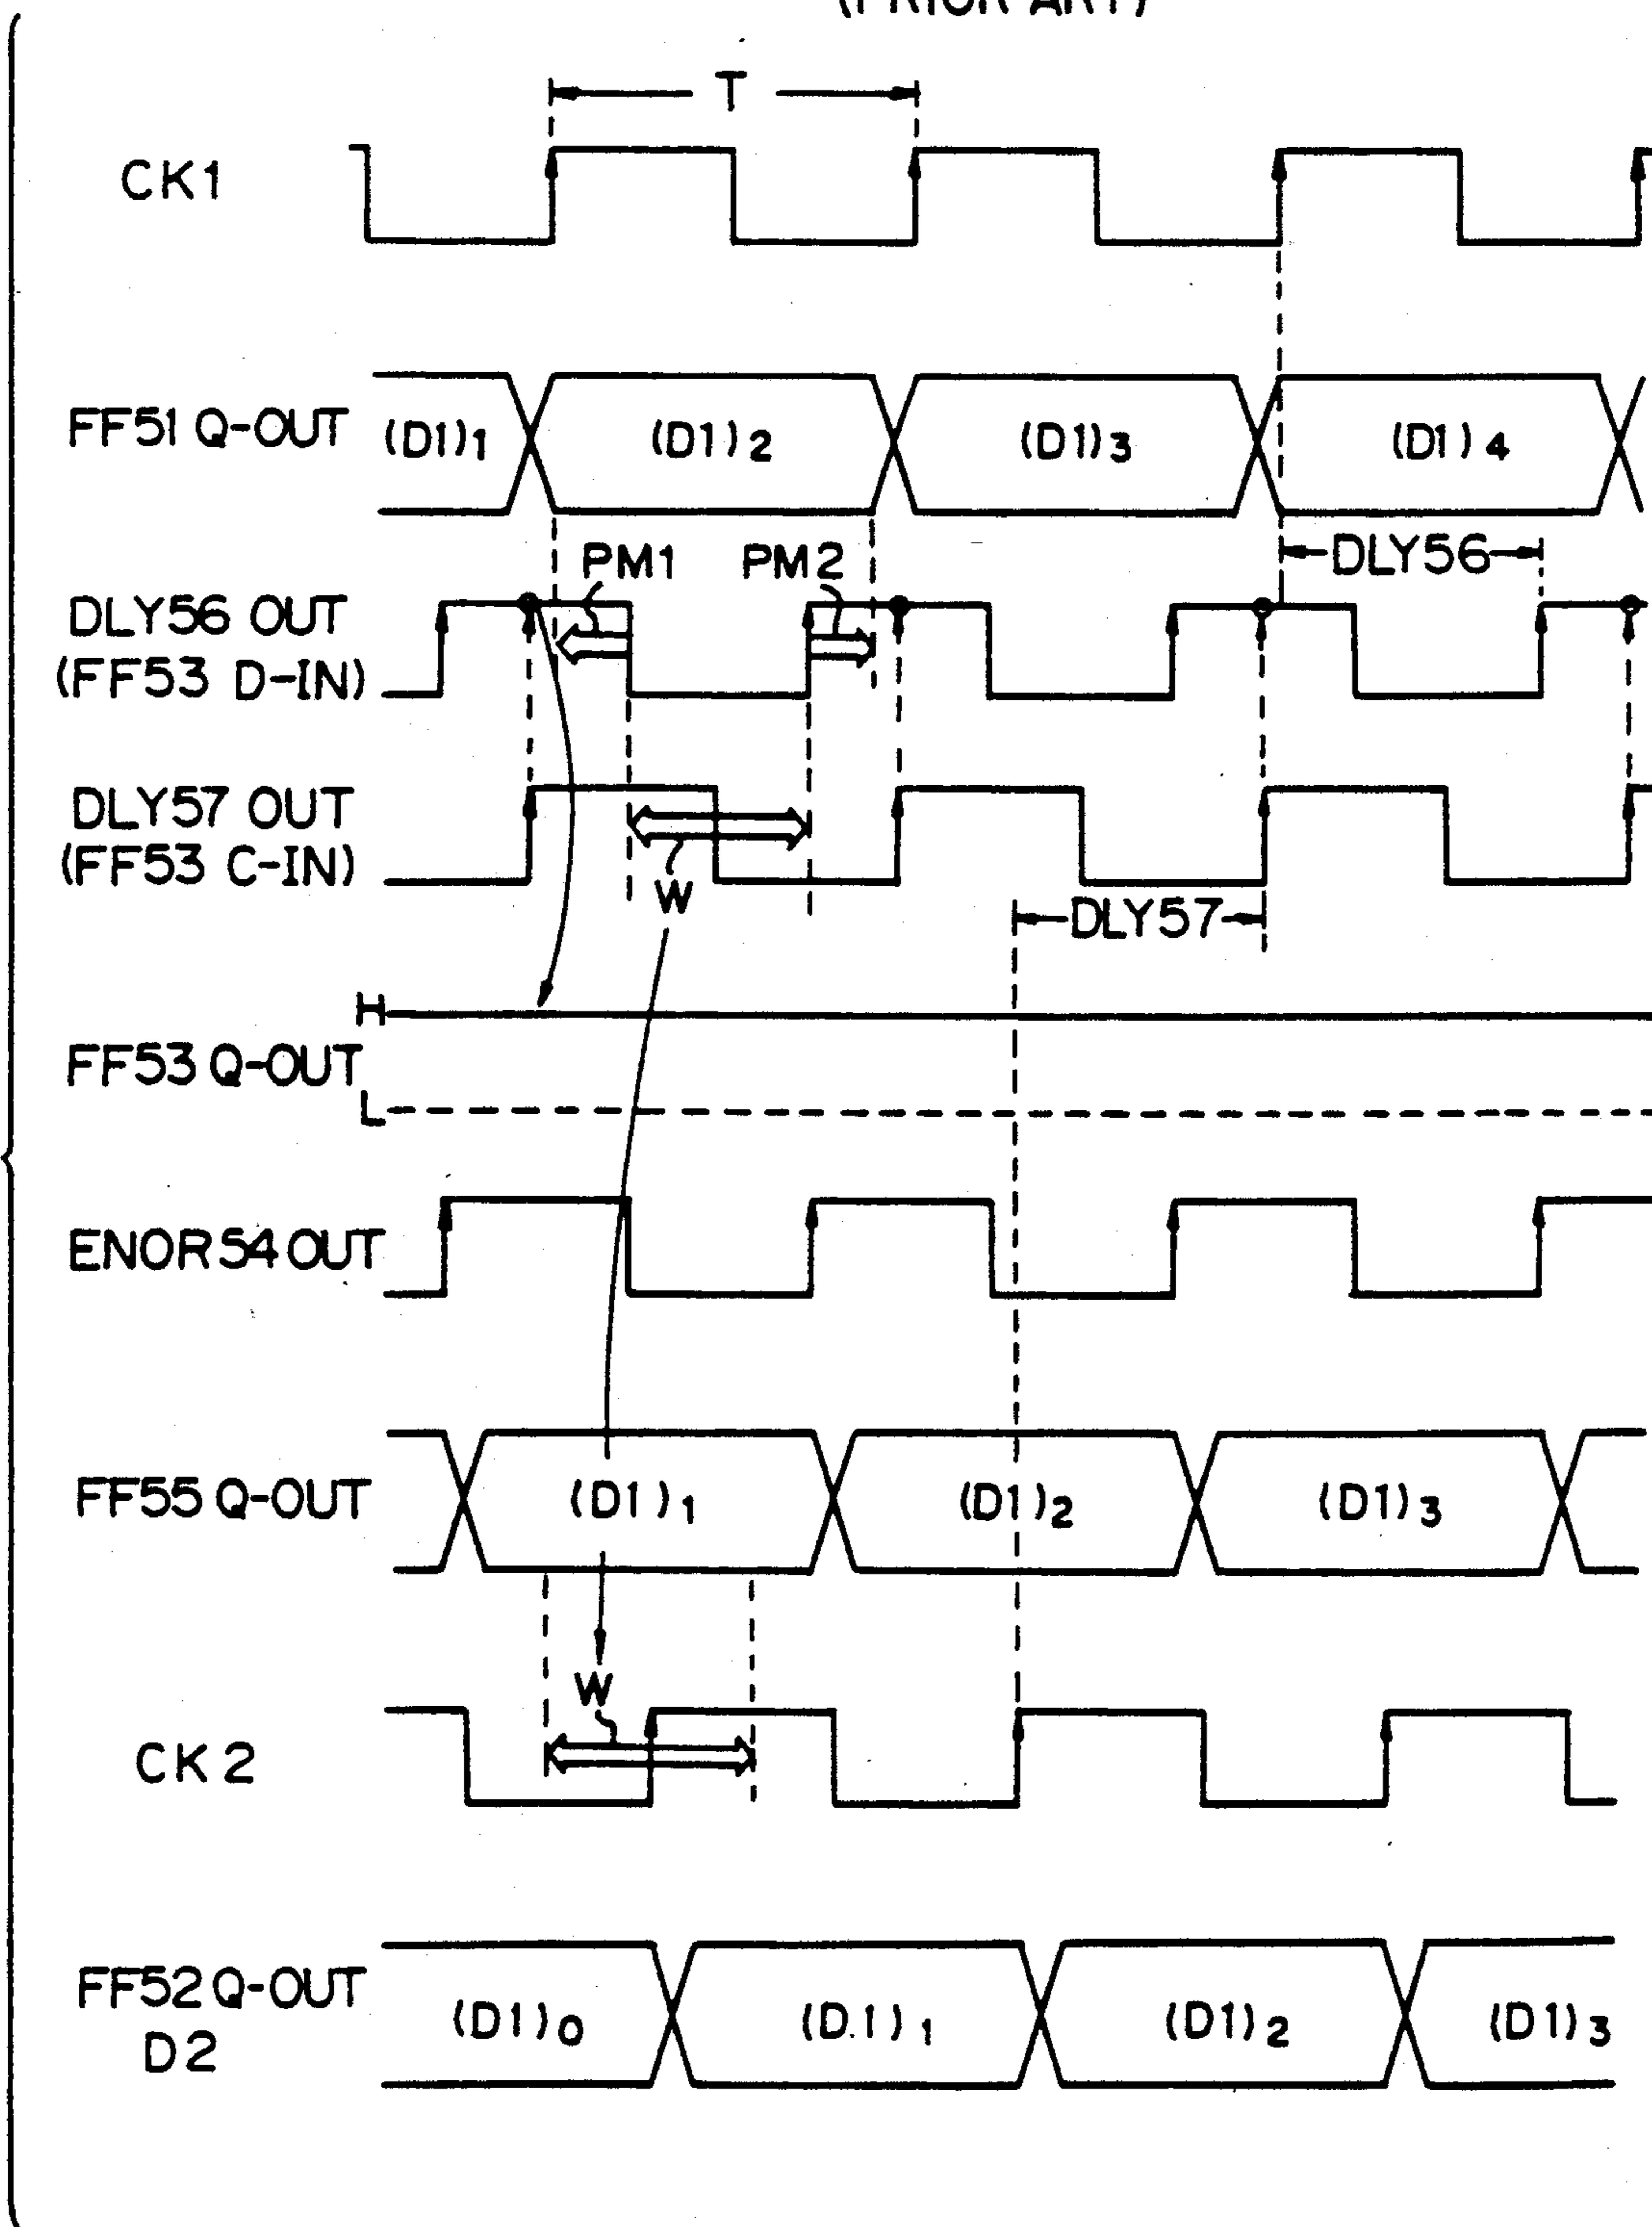 (PRIOR ART)
T
CK1
FF51 Q-OUT (D1)1 (D1)2 (D1)3 (D1)4
PM1 PM2 DLY56
DLY56 OUT
(FF53 D-IN)
DLY57 OUT
(FF53 C-IN)
W
DLY57
H
FF53 Q-OUT
L
ENOR54 OUT
FF55 Q-OUT (D1)1 (D1)2 (D1)3
W
CK2
FF52 Q-OUT
D2
(D1)0 (D.1)1 (D1)2 (D1)3